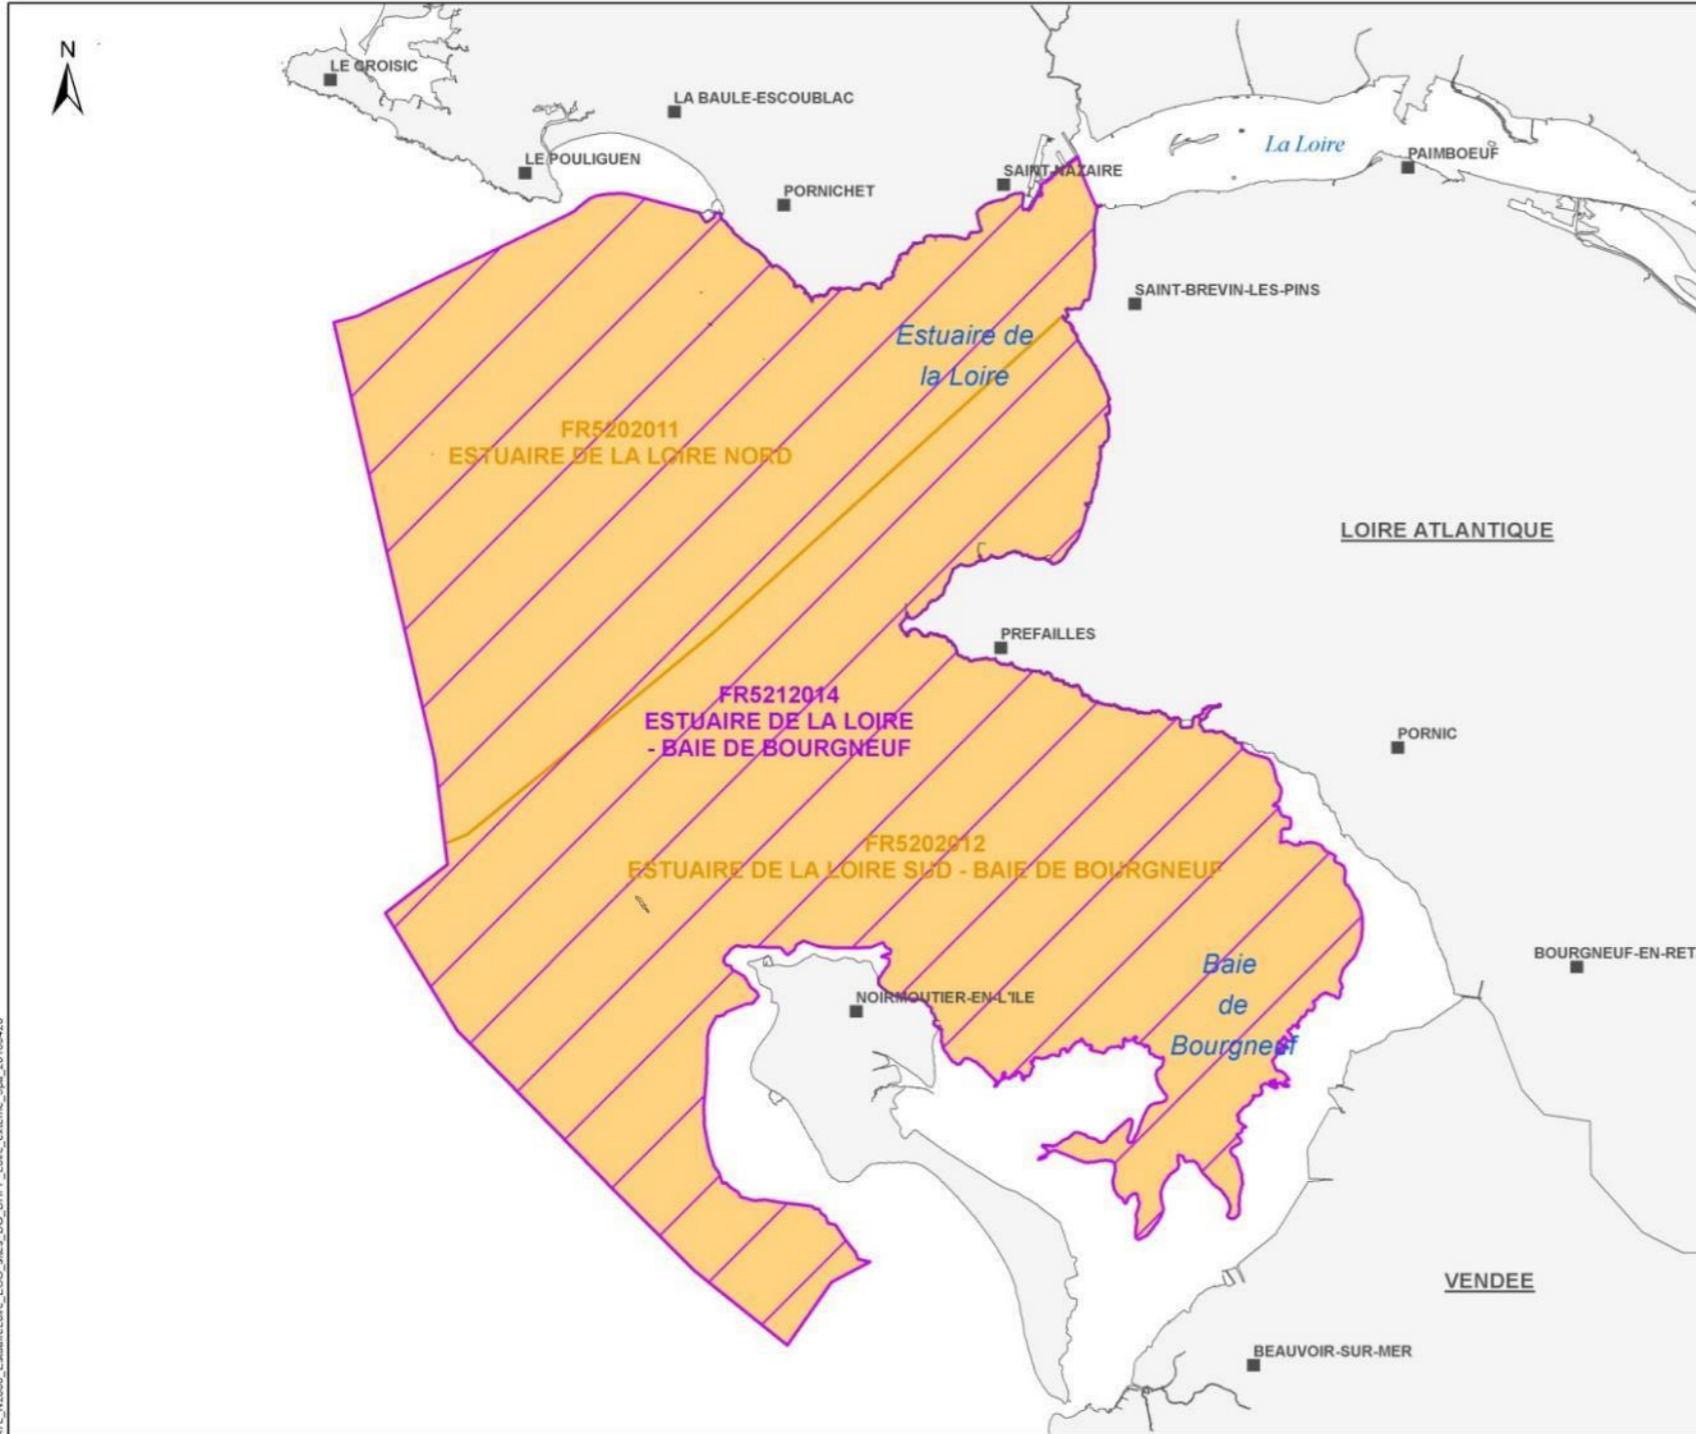 N
LE CROISIC
LA BAULE-ESCOUBLAC
La Loire
PAIMBOEUF
LE POULIGUEN
SAINT-NAZAIRE
PORNICHET
SAINT-BREVIN-LES-PINS
Estuaire de
la Loire
FR5202011
ESTUAIRE DE LA LOIRE NORD
LOIRE ATLANTIQUE
PREFAILLES
FR5212014
ESTUAIRE DE LA LOIRE
- BAIE DE BOURGNEUF
PORNIC
FR5202012
ESTUAIRE DE LA LOIRE SUD - BAIE DE BOURGNEUF
BOURGNEUF-EN-RET
Baie
de
Bourgneuf
NOIRMOUTIER-EN-L'ILE
VENDEE
BEAUVOIR-SUR-MER